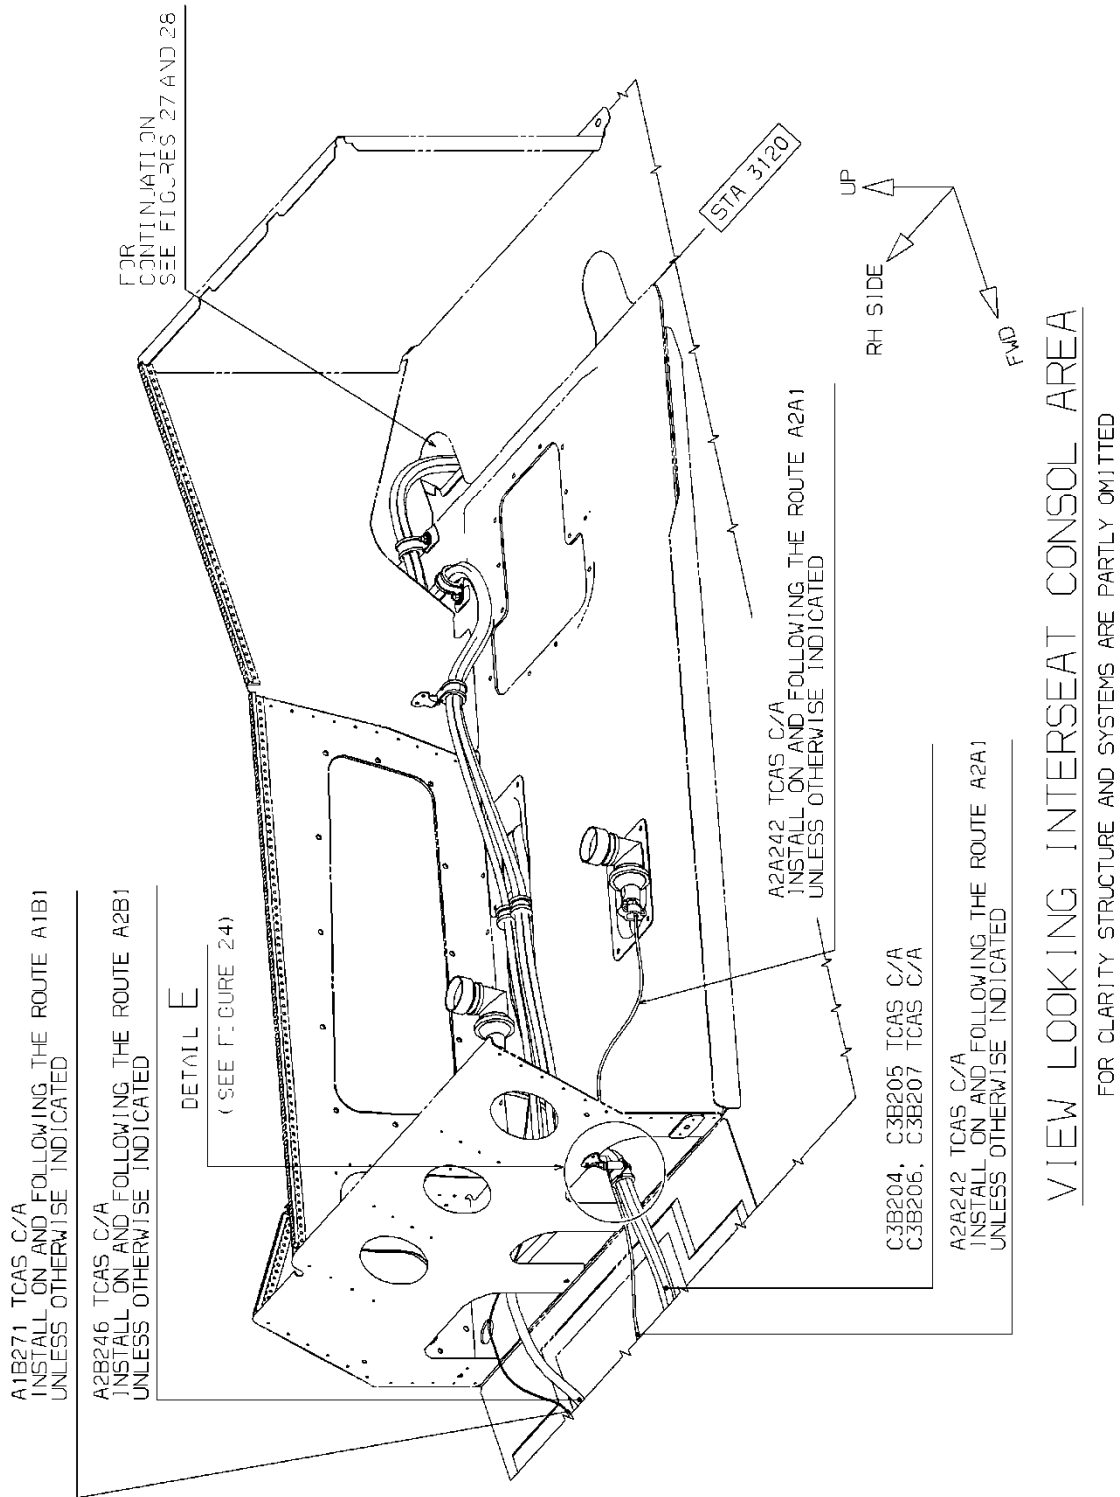 A1B271 TCAS C/A
INSTALL ON AND FOLLOWING THE ROUTE A1B1
UNLESS OTHERWISE INDICATED
A2B246 TCAS C/A
INSTALL ON AND FOLLOWING THE ROUTE A2B1
UNLESS OTHERWISE INDICATED
DETAIL E
(SEE FIGURE 24)
FOR
CONTINUATION
SEE FIGURES 27 AND 28
STA 3120
UP
RH SIDE
FWD
A2A242 TCAS C/A
INSTALL ON AND FOLLOWING THE ROUTE A2A1
UNLESS OTHERWISE INDICATED
C3B204, C3B205 TCAS C/A
C3B206, C3B207 TCAS C/A
A2A242 TCAS C/A
INSTALL ON AND FOLLOWING THE ROUTE A2A1
UNLESS OTHERWISE INDICATED
VIEW LOOKING INTERSEAT CONSOL AREA
FOR CLARITY STRUCTURE AND SYSTEMS ARE PARTLY OMITTED